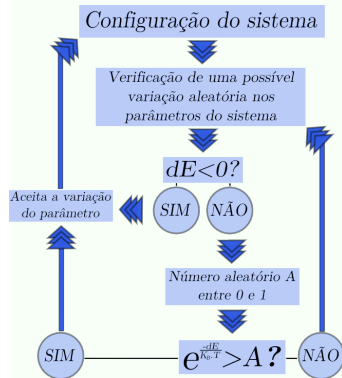 Configuração do sistema
Verificação de uma possível
variação aleatória nos
parâmetros do sistema
dE<0?
Aceita a variação
do parâmetro
SIM
NÃO
Número aleatório A
entre 0 e 1
SIM
e^(-dE/K_B.T)>A?
NÃO